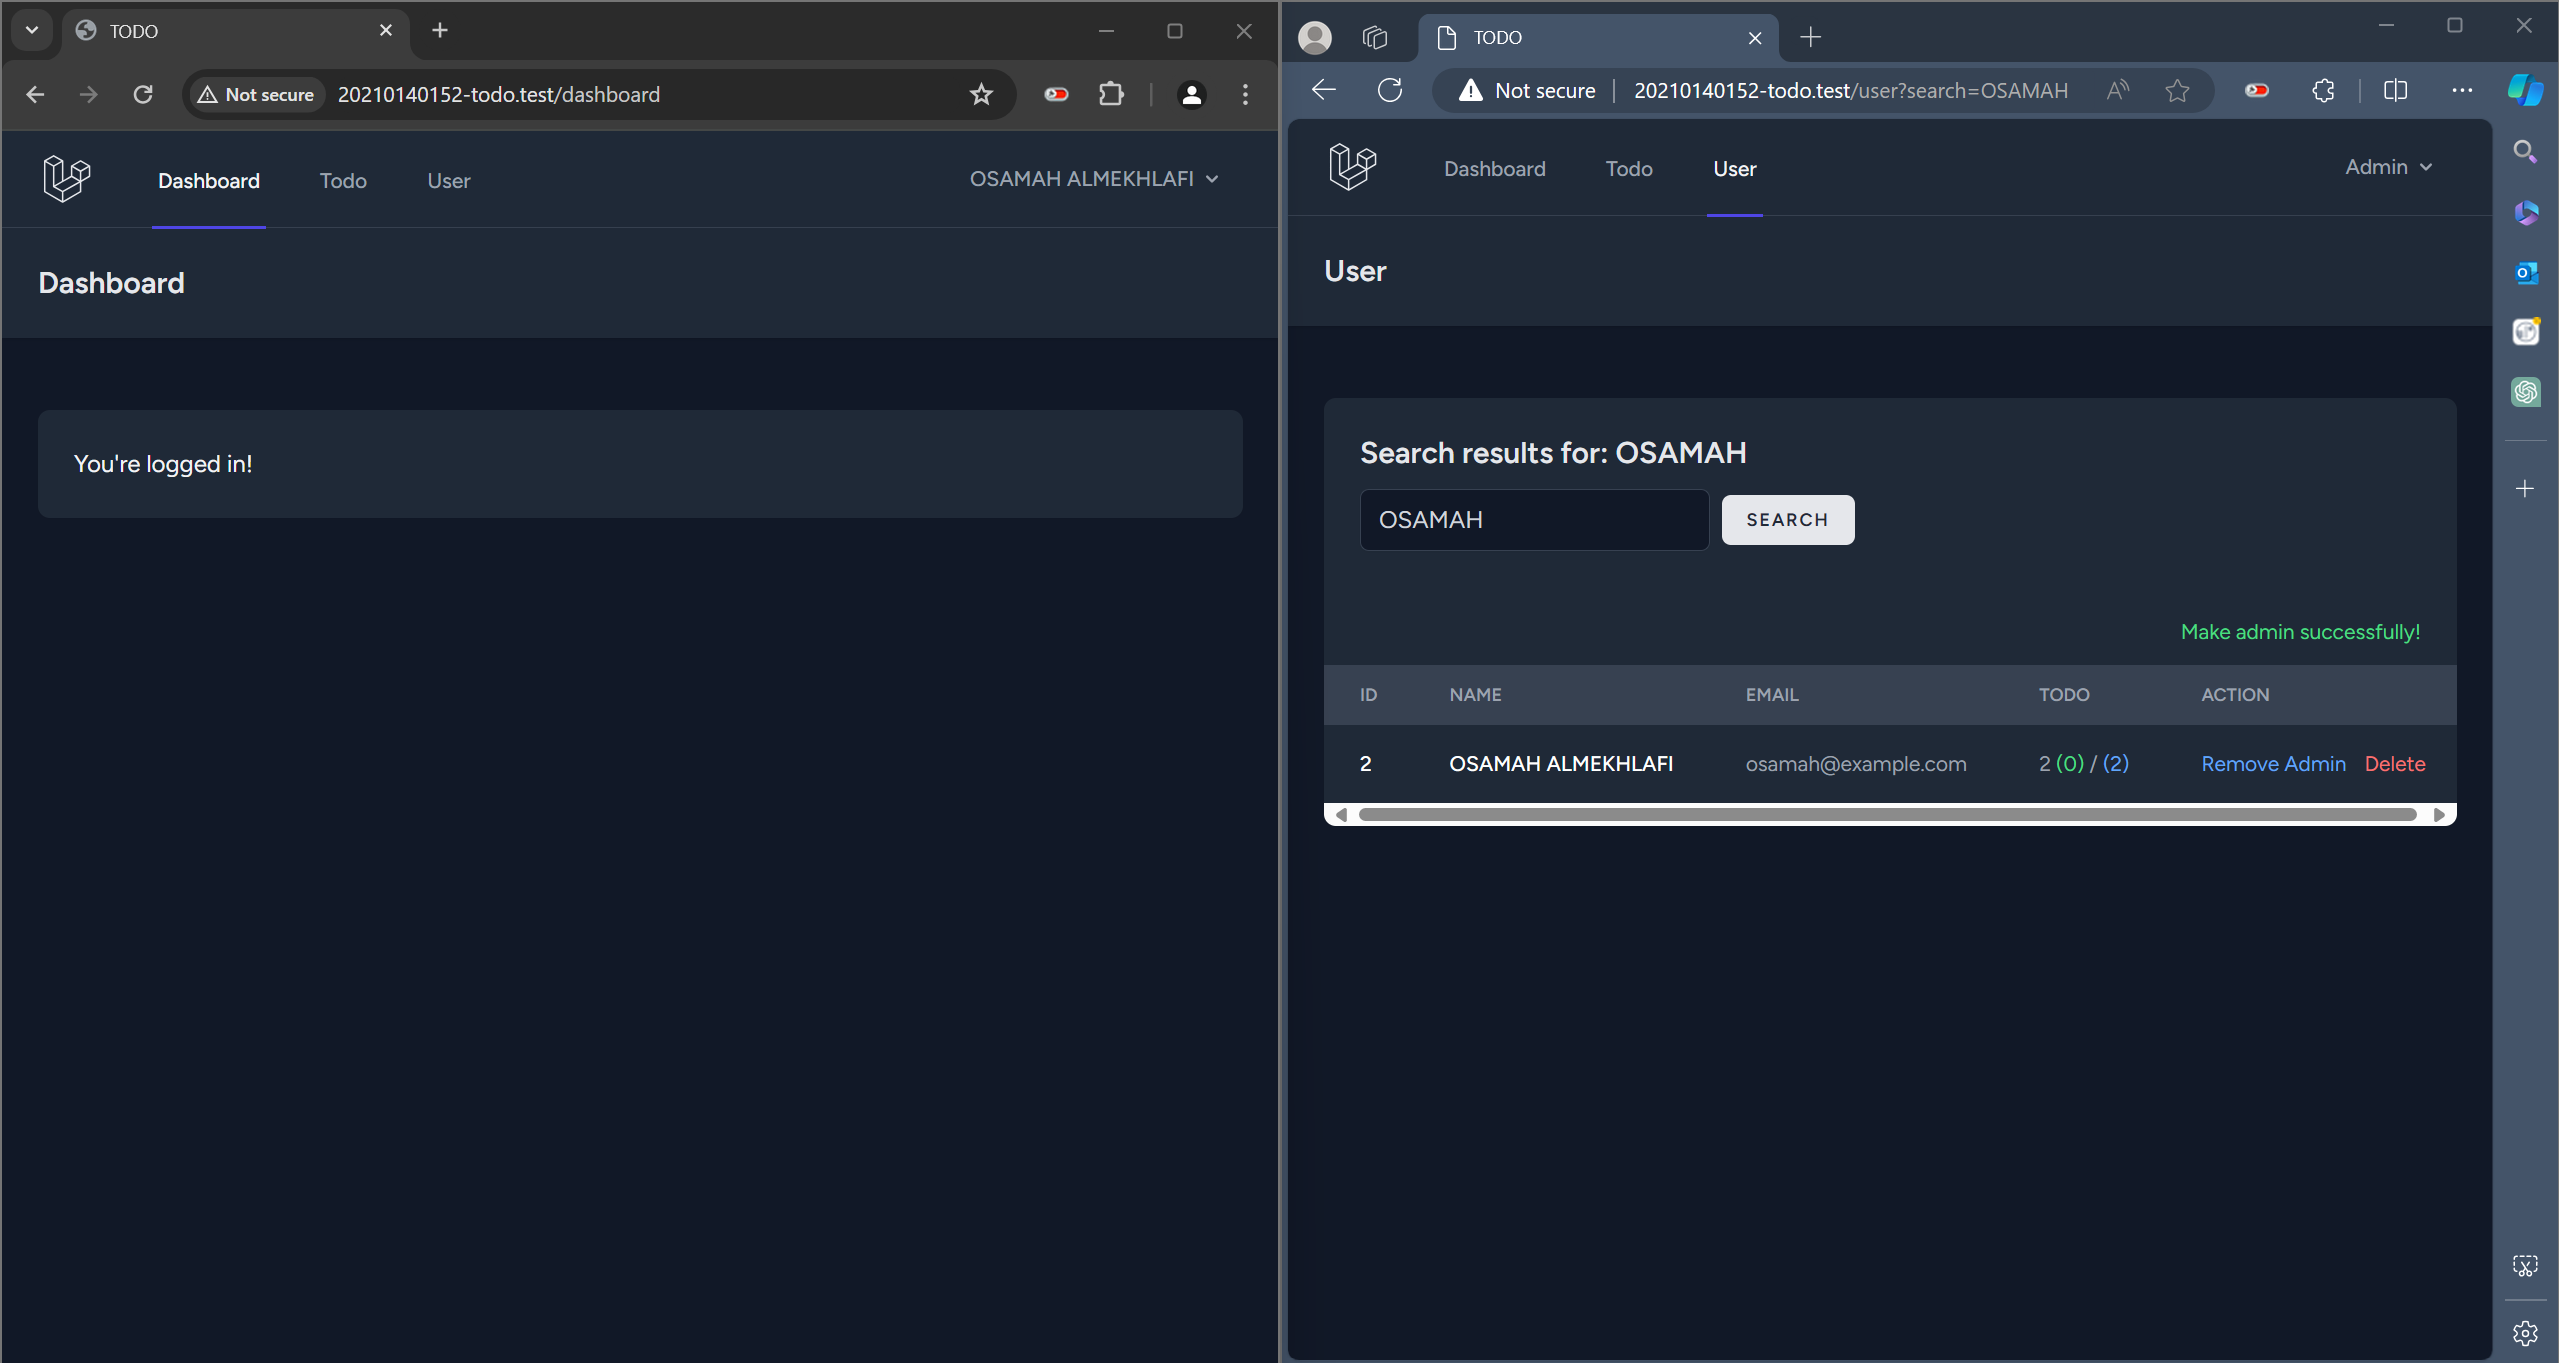 TODO
Not secure 20210140152-todo.test/dashboard
Dashboard Todo User OSAMAH ALMEKHLAFI
Dashboard
You're logged in!
TODO
Not secure 20210140152-todo.test/user?search=OSAMAH
Dashboard Todo User Admin
User
Search results for: OSAMAH
OSAMAH SEARCH
Make admin successfully!
ID NAME EMAIL TODO ACTION
2 OSAMAH ALMEKHLAFI osamah@example.com 2 (0) / (2) Remove Admin Delete